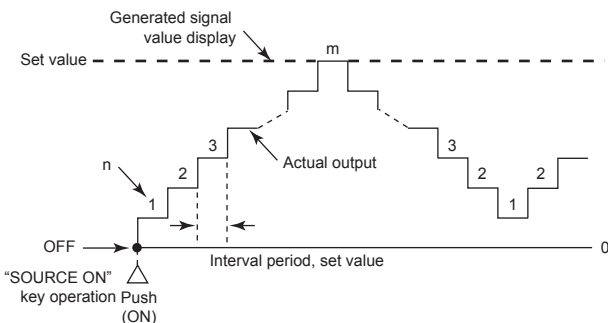 Generated signal
value display
Set value
m
n
1
2
3
Actual output
3
2
1
2
OFF
0
Interval period, set value
“SOURCE ON”
key operation
Push
(ON)